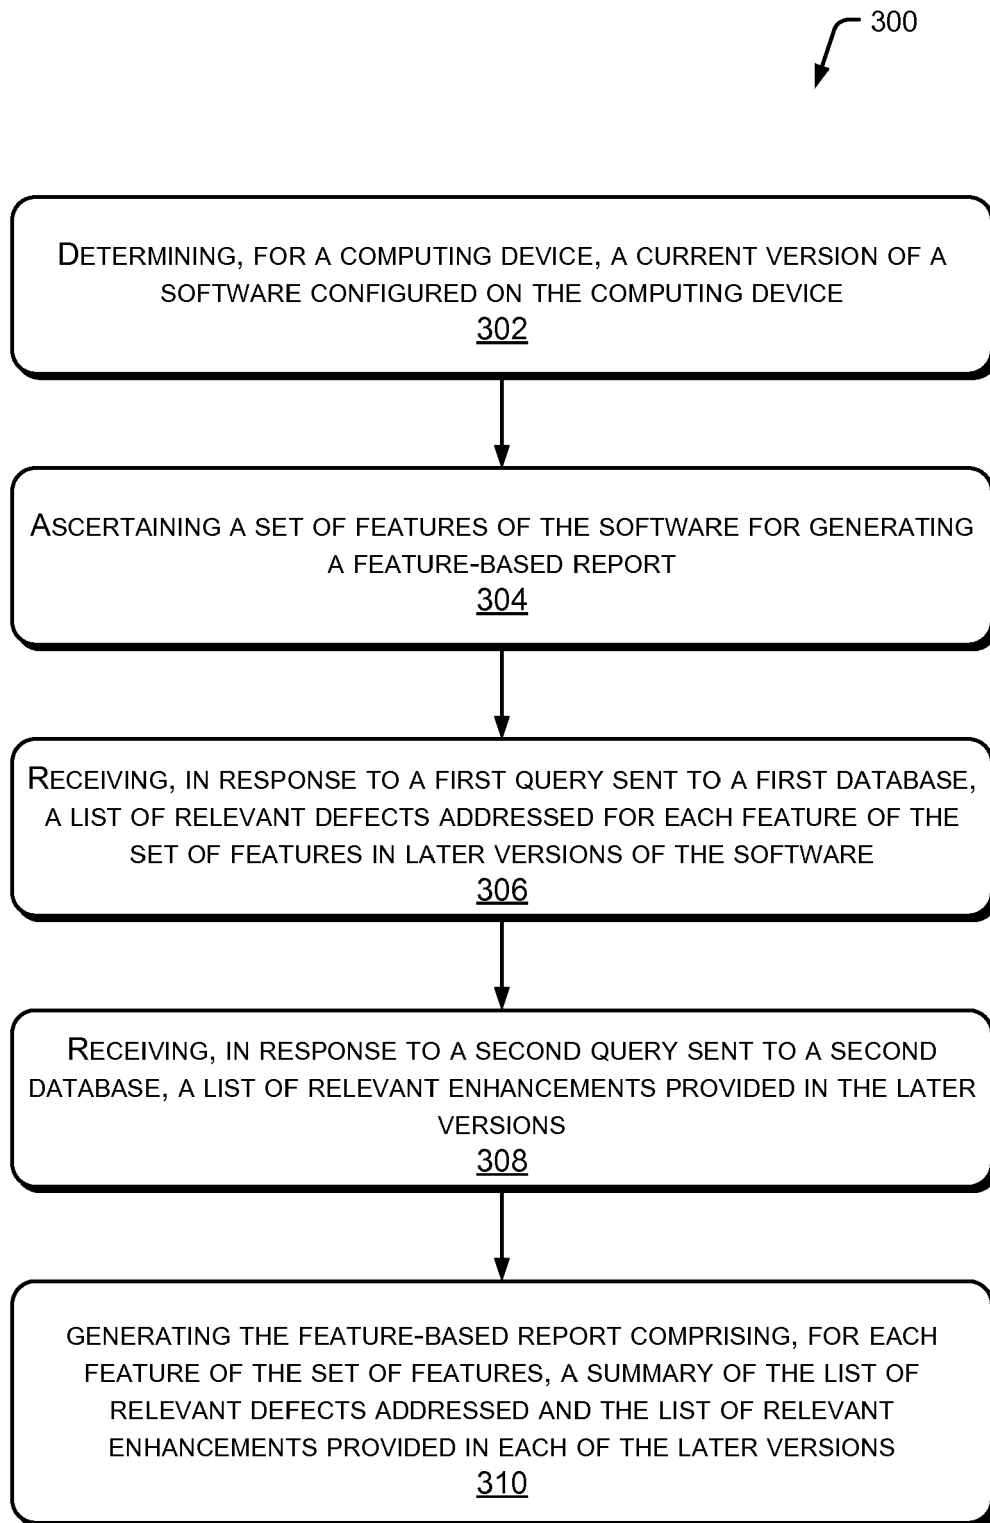 300
DETERMINING, FOR A COMPUTING DEVICE, A CURRENT VERSION OF A
SOFTWARE CONFIGURED ON THE COMPUTING DEVICE
302
ASCERTAINING A SET OF FEATURES OF THE SOFTWARE FOR GENERATING
A FEATURE-BASED REPORT
304
RECEIVING, IN RESPONSE TO A FIRST QUERY SENT TO A FIRST DATABASE,
A LIST OF RELEVANT DEFECTS ADDRESSED FOR EACH FEATURE OF THE
SET OF FEATURES IN LATER VERSIONS OF THE SOFTWARE
306
RECEIVING, IN RESPONSE TO A SECOND QUERY SENT TO A SECOND
DATABASE, A LIST OF RELEVANT ENHANCEMENTS PROVIDED IN THE LATER
VERSIONS
308
GENERATING THE FEATURE-BASED REPORT COMPRISING, FOR EACH
FEATURE OF THE SET OF FEATURES, A SUMMARY OF THE LIST OF
RELEVANT DEFECTS ADDRESSED AND THE LIST OF RELEVANT
ENHANCEMENTS PROVIDED IN EACH OF THE LATER VERSIONS
310